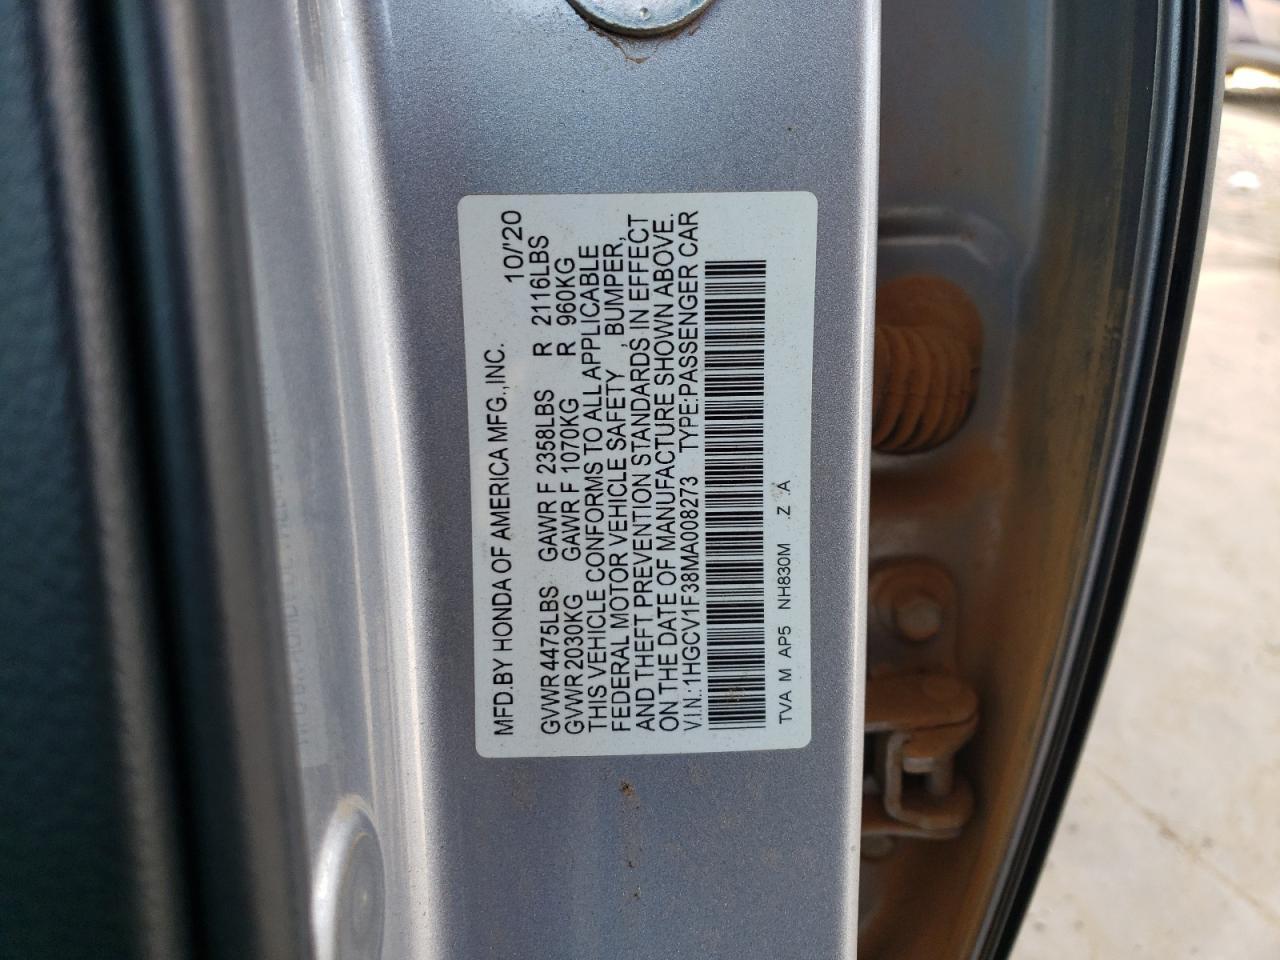 MFD.BY HONDA OF AMERICA MFG.,INC. 10/'20
GVWR 4475LBS GAWR F 2358LBS R 2116LBS
GVWR 2030KG GAWR F 1070KG R 960KG
THIS VEHICLE CONFORMS TO ALL APPLICABLE
FEDERAL MOTOR VEHICLE SAFETY , BUMPER,
AND THEFT PREVENTION STANDARDS IN EFFECT
ON THE DATE OF MANUFACTURE SHOWN ABOVE.
V.I.N.:1HGCV1F38MA008273 TYPE:PASSENGER CAR
TVA M AP5 NH830M .Z .A